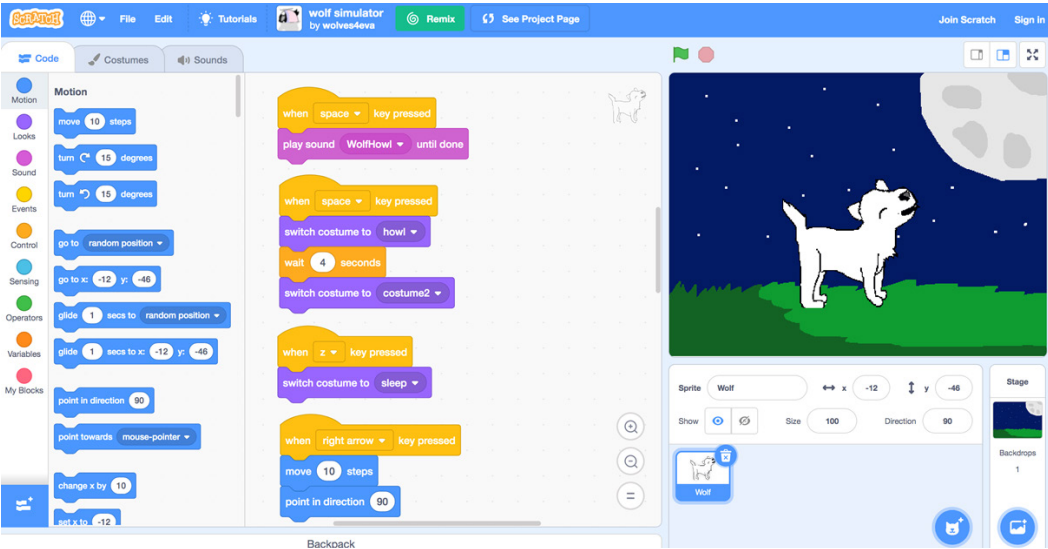 SCRATCH
File
Edit
Tutorials
wolf simulator
by wolves4eva
Remix
See Project Page
Join Scratch
Sign in
Code
Costumes
Sounds
Motion
Looks
Sound
Events
Control
Sensing
Operators
Variables
My Blocks
Motion
move 10 steps
turn 15 degrees
turn 15 degrees
go to random position
go to x: -12 y: -46
glide 1 secs to random position
glide 1 secs to x: -12 y: -46
point in direction 90
point towards mouse-pointer
change x by 10
set x to -12
when space key pressed
play sound WolfHowl until done
when space key pressed
switch costume to howl
wait 4 seconds
switch costume to costume2
when z key pressed
switch costume to sleep
when right arrow key pressed
move 10 steps
point in direction 90
Backpack
Sprite Wolf x -12 y -46
Show Size 100 Direction 90
Wolf
Stage
Backdrops
1